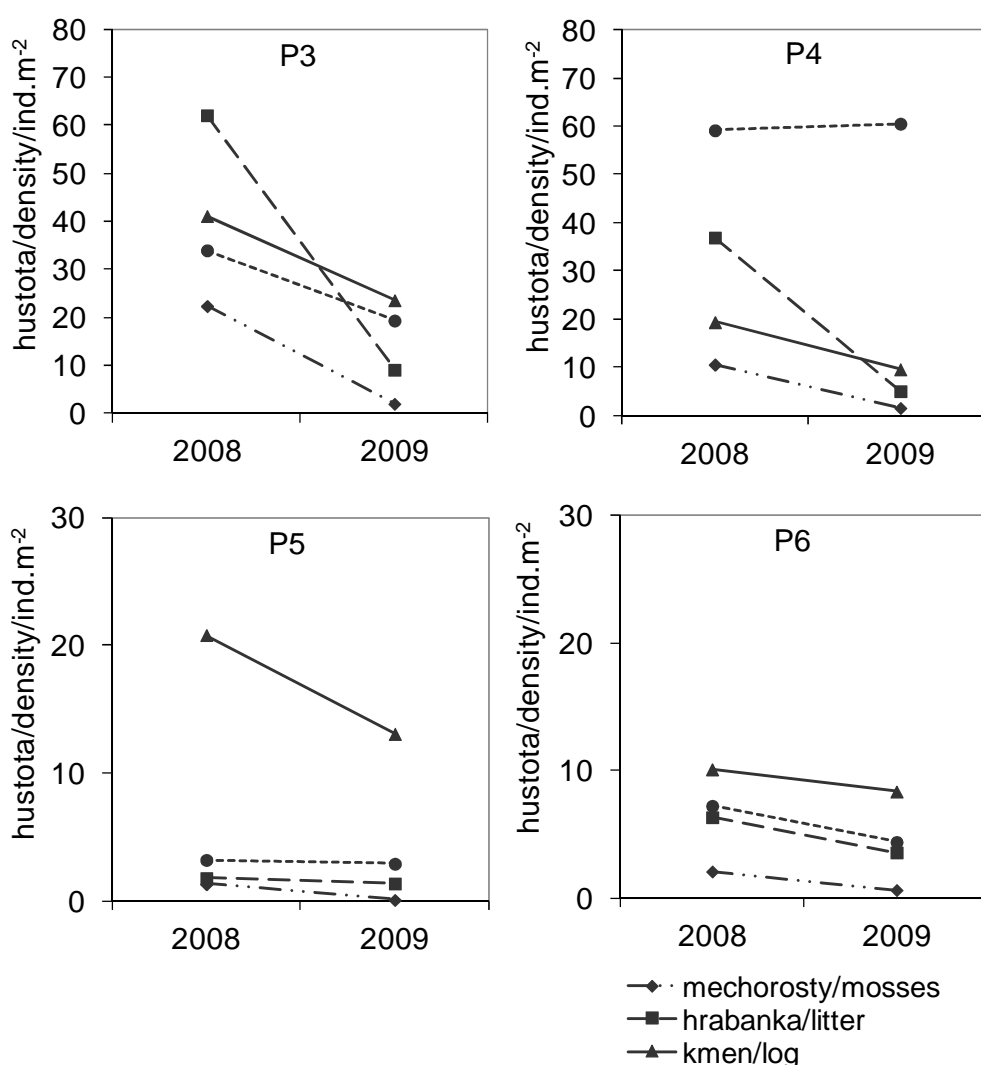 P3
hustota/density/ind.m-2
80
70
60
50
40
30
20
10
0
2008 2009
P4
hustota/density/ind.m-2
80
70
60
50
40
30
20
10
0
2008 2009
P5
hustota/density/ind.m-2
30
20
10
0
2008 2009
P6
hustota/density/ind.m-2
30
20
10
0
2008 2009
mechorosty/mosses
hrabanka/litter
kmen/log